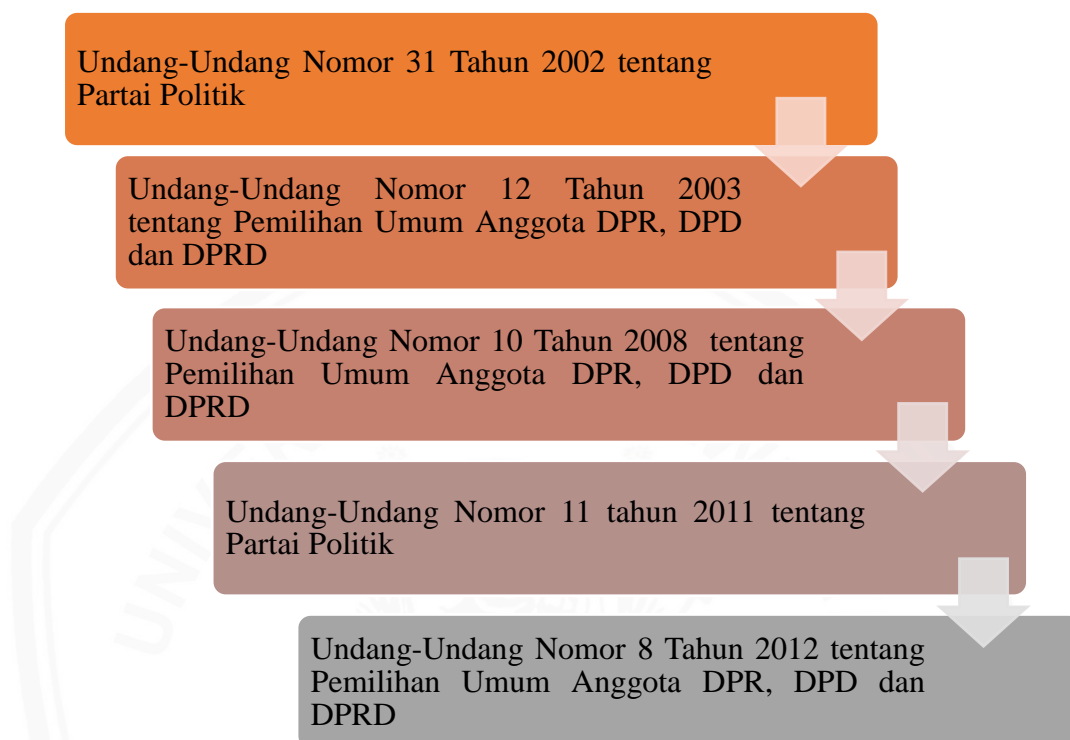 Undang-Undang Nomor 31 Tahun 2002 tentang
Partai Politik
Undang-Undang Nomor 12 Tahun 2003
tentang Pemilihan Umum Anggota DPR, DPD
dan DPRD
Undang-Undang Nomor 10 Tahun 2008 tentang
Pemilihan Umum Anggota DPR, DPD dan
DPRD
Undang-Undang Nomor 11 tahun 2011 tentang
Partai Politik
Undang-Undang Nomor 8 Tahun 2012 tentang
Pemilihan Umum Anggota DPR, DPD dan
DPRD